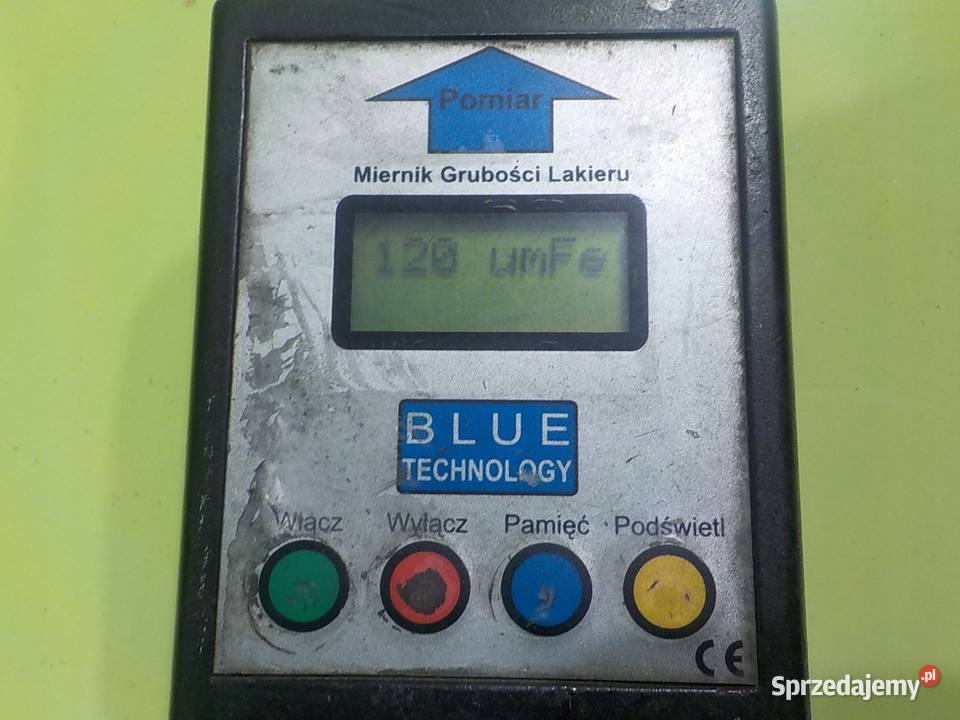 Pomiar
Miernik Grubości Lakieru
120 umFe
BLUE
TECHNOLOGY
Włącz Wyłącz Pamięć Podświetl
CE
Sprzedajemy.pl